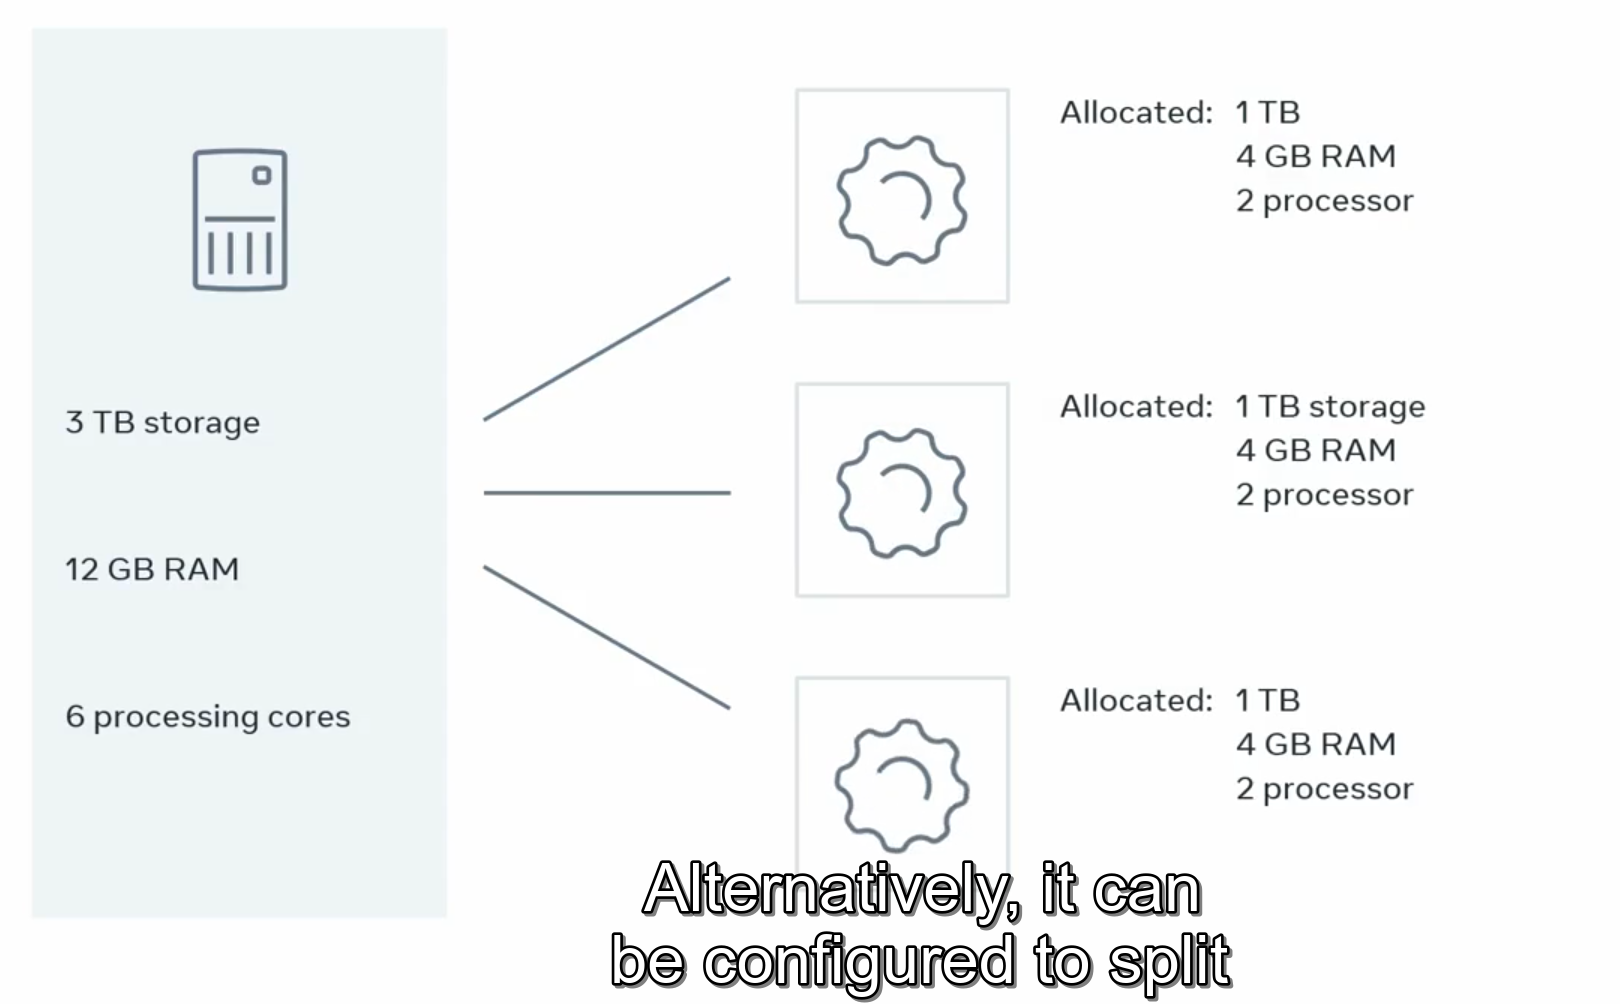 3 TB storage
12 GB RAM
6 processing cores
Allocated: 1 TB
4 GB RAM
2 processor
Allocated: 1 TB storage
4 GB RAM
2 processor
Allocated: 1 TB
4 GB RAM
2 processor
Alternatively, it can
be configured to split